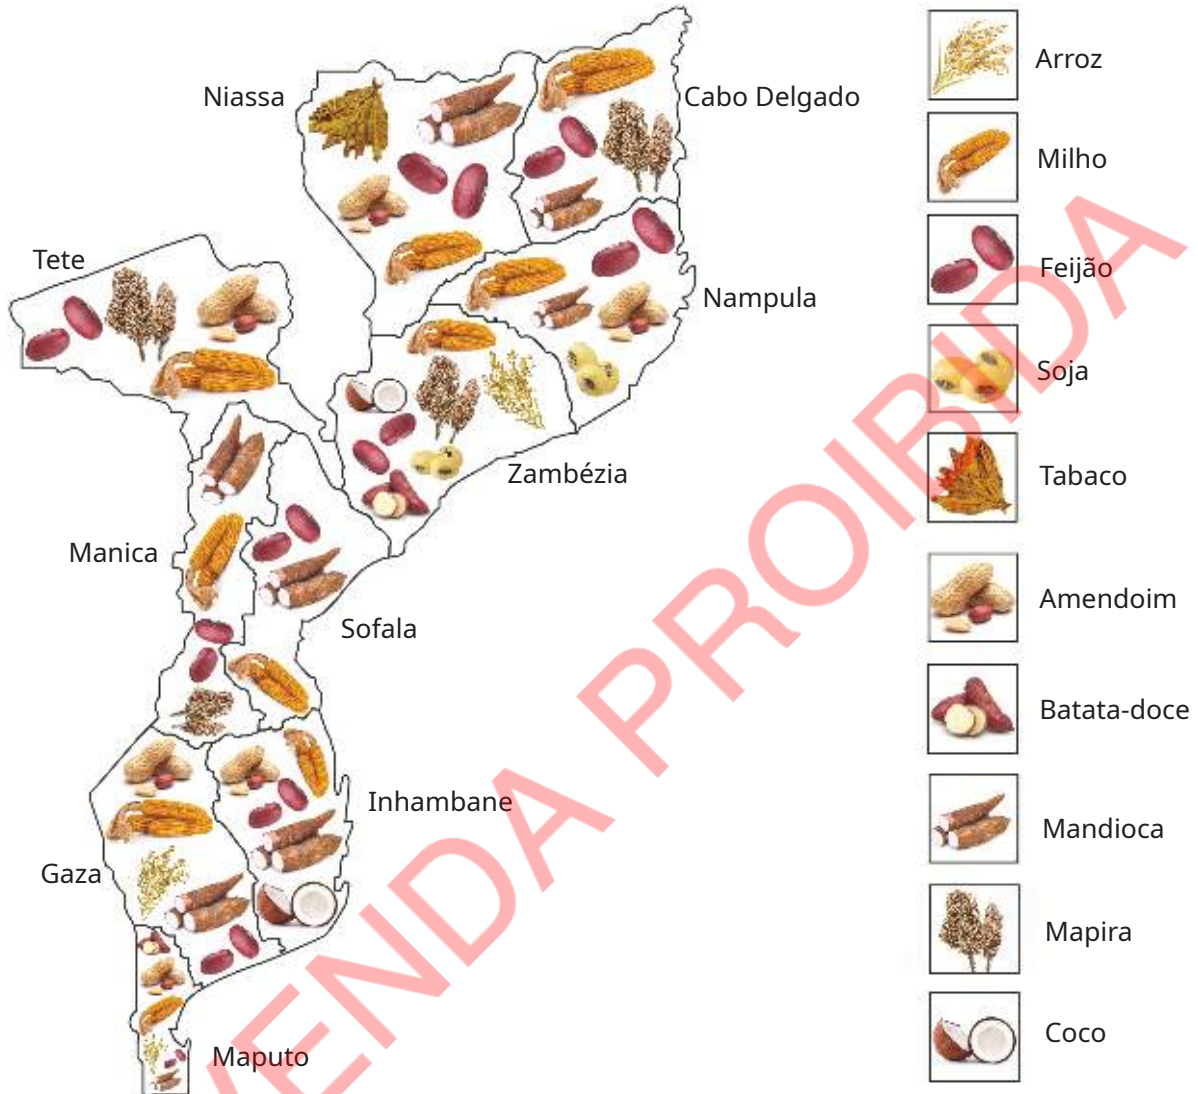 Niassa
Cabo Delgado
Tete
Nampula
Zambézia
Manica
Sofala
Inhambane
Gaza
Maputo
Arroz
Milho
Feijão
Soja
Tabaco
Amendoim
Batata-doce
Mandioca
Mapira
Coco
VENDA PROIBIDA